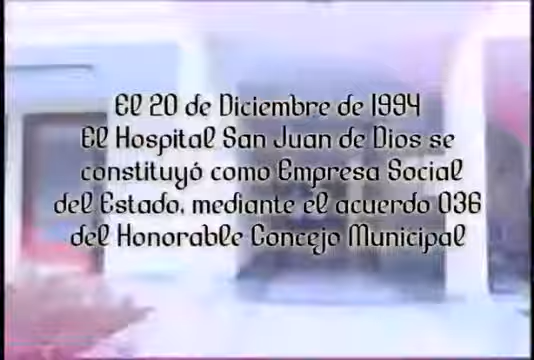 El 20 de Diciembre de 1994
El Hospital San Juan de Dios se
constituyó como Empresa Social
del Estado, mediante el acuerdo 036
del Honorable Concejo Municipal